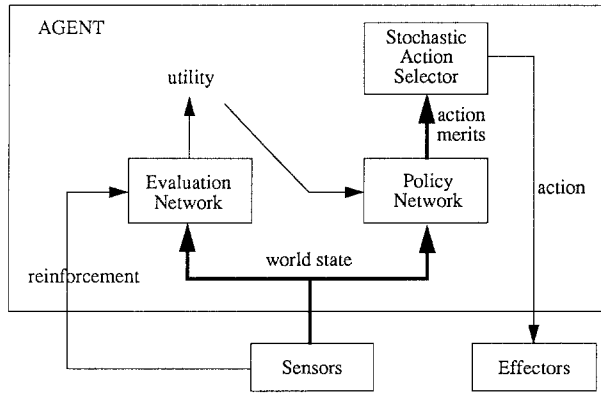 AGENT
Stochastic
Action
Selector
utility
action
merits
Evaluation
Network
Policy
Network
action
world state
reinforcement
Sensors
Effectors